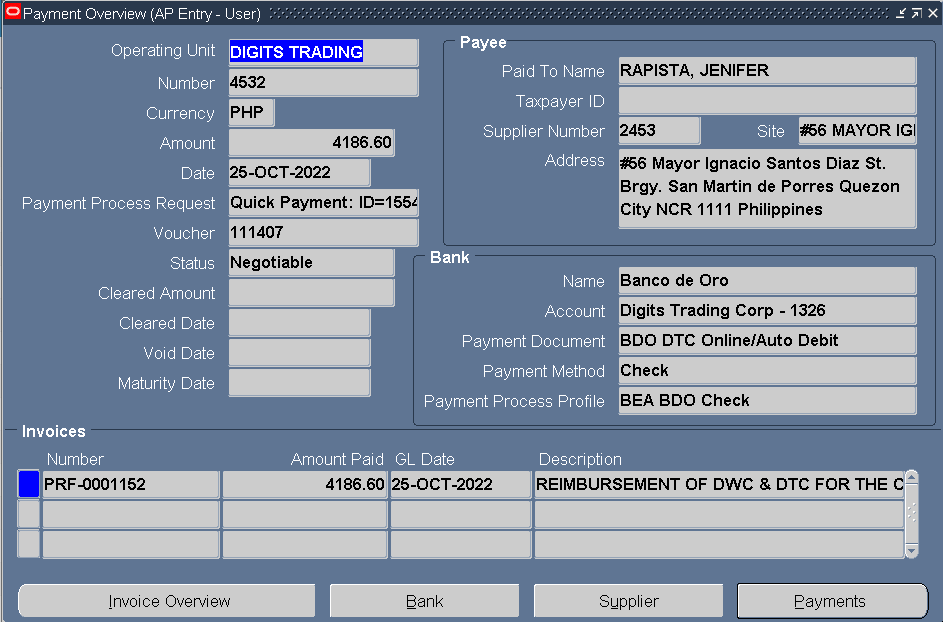 Payment Overview (AP Entry - User)
Operating Unit DIGITS TRADING
Number 4532
Currency PHP
Amount 4186.60
Date 25-OCT-2022
Payment Process Request Quick Payment: ID=1554
Voucher 111407
Status Negotiable
Cleared Amount
Cleared Date
Void Date
Maturity Date
Payee
Paid To Name RAPISTA, JENIFER
Taxpayer ID
Supplier Number 2453 Site #56 MAYOR IGI
Address #56 Mayor Ignacio Santos Diaz St.
Brgy. San Martin de Porres Quezon
City NCR 1111 Philippines
Bank
Name Banco de Oro
Account Digits Trading Corp - 1326
Payment Document BDO DTC Online/Auto Debit
Payment Method Check
Payment Process Profile BEA BDO Check
Invoices
Number Amount Paid GL Date Description
PRF-0001152 4186.60 25-OCT-2022 REIMBURSEMENT OF DWC & DTC FOR THE C
Invoice Overview Bank Supplier Payments